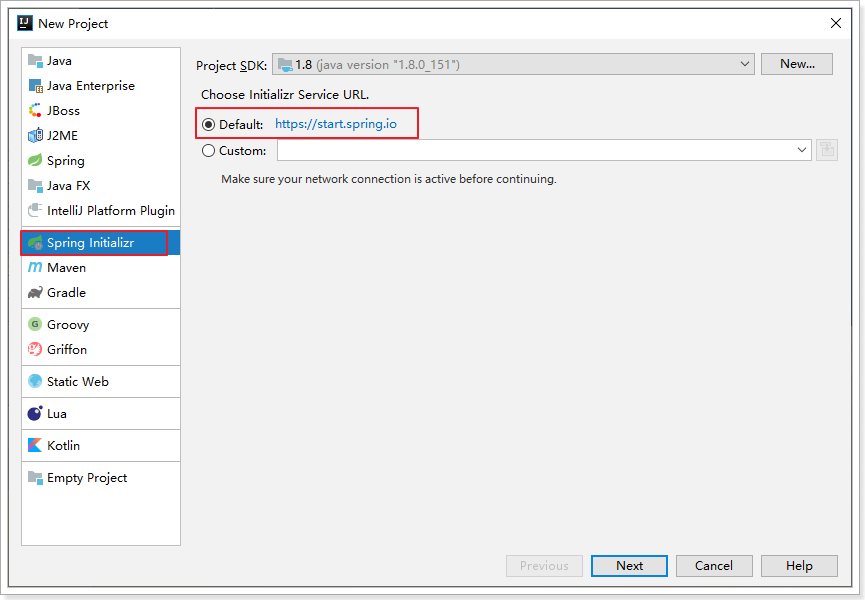 New Project
Java
Java Enterprise
JBoss
J2ME
Spring
Java FX
IntelliJ Platform Plugin
Spring Initializr
Maven
Gradle
Groovy
Griffon
Static Web
Lua
Kotlin
Empty Project
Project SDK: 1.8 (java version "1.8.0_151") New...
Choose Initializr Service URL.
Default: https://start.spring.io
Custom:
Make sure your network connection is active before continuing.
Previous Next Cancel Help